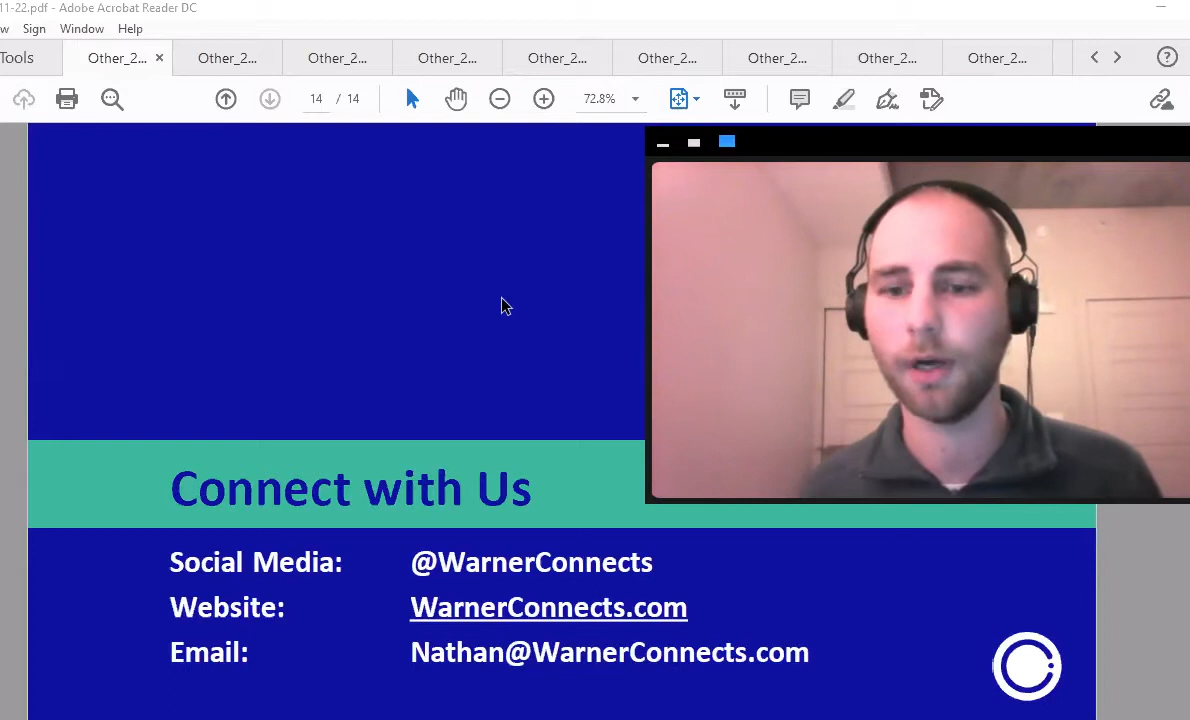 11-22.pdf - Adobe Acrobat Reader DC
w Sign Window Help
Tools Other_2... × Other_2... Other_2... Other_2... Other_2... Other_2... Other_2... Other_2... Other_2... ?
14 / 14 72.8%
Connect with Us
Social Media: @WarnerConnects
Website: WarnerConnects.com
Email: Nathan@WarnerConnects.com